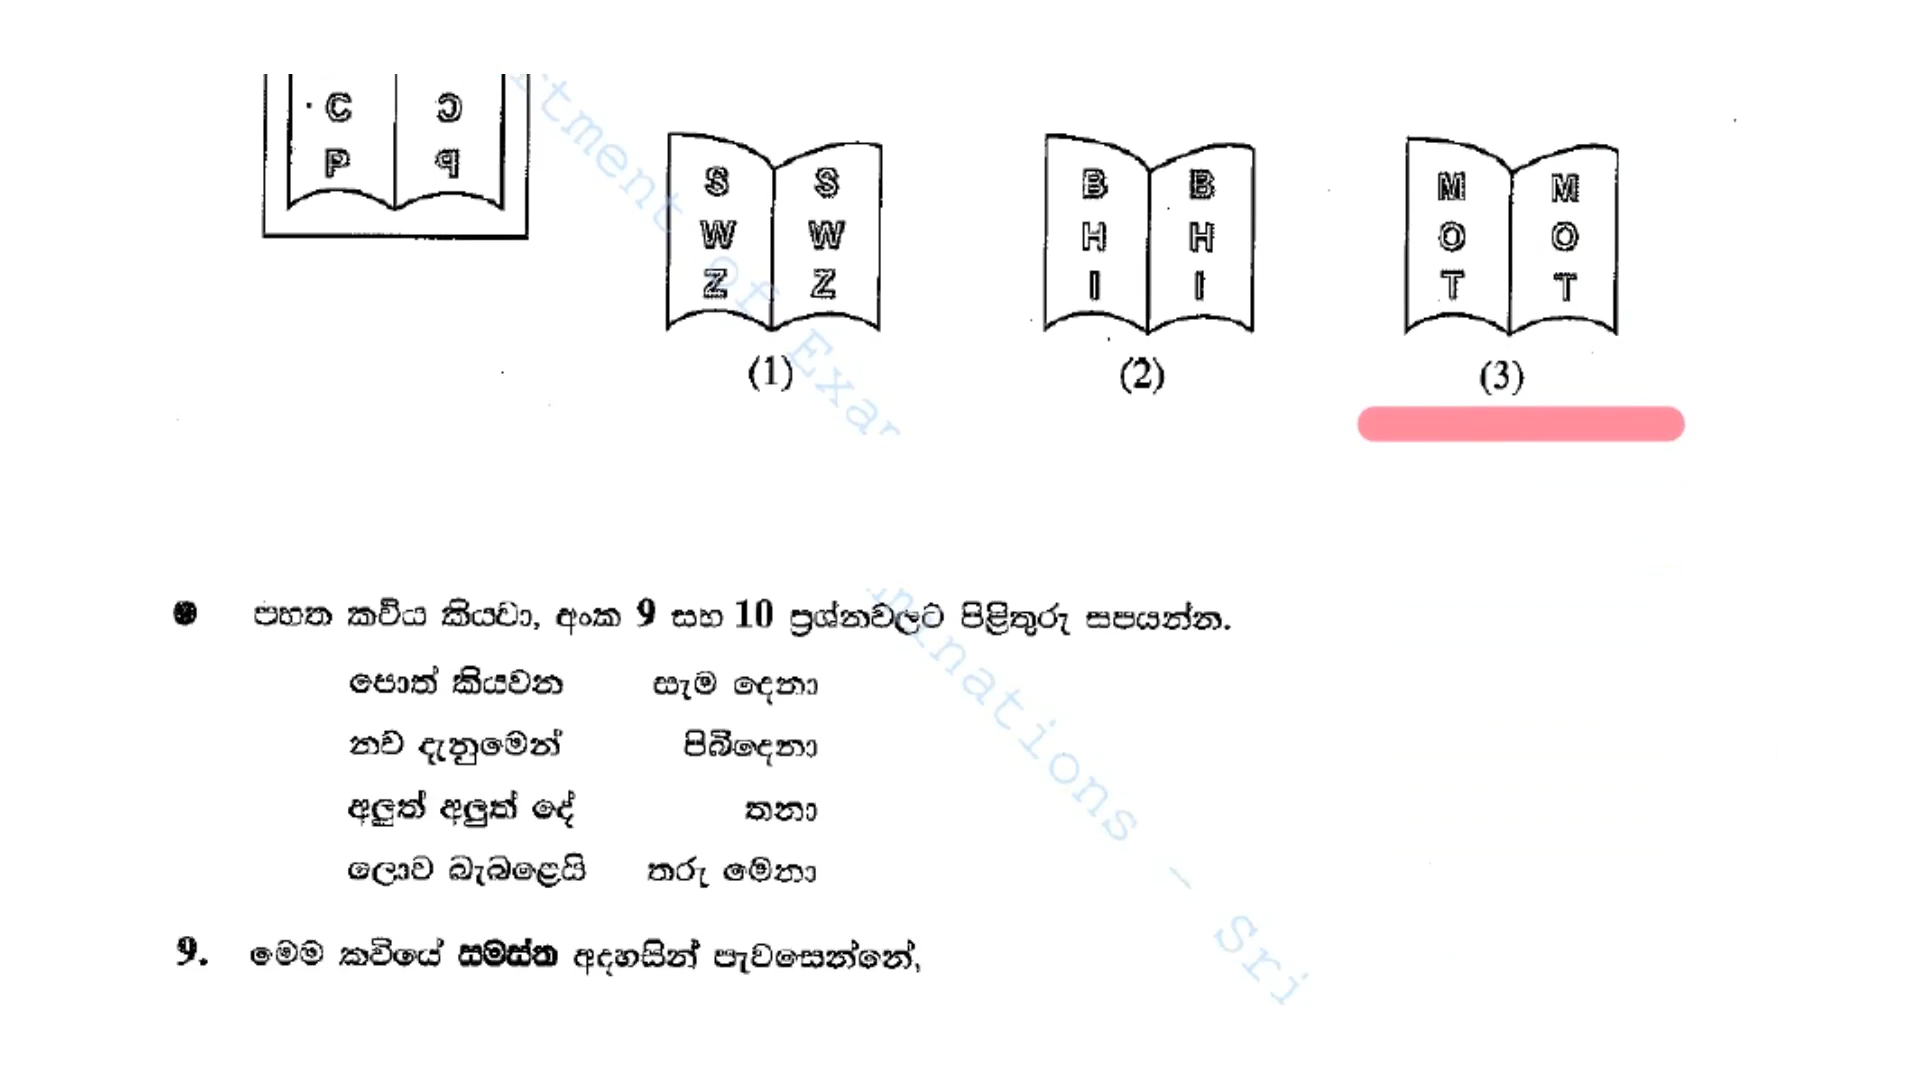 C Ɔ
P ꟼ
S S
W W
Z Z
(1)
B B
H H
I I
(2)
M M
O O
T T
(3)
පහත කවිය කියවා, අංක 9 සහ 10 ප්‍රශ්නවලට පිළිතුරු සපයන්න.
පොත් කියවන සැම දෙනා
නව දැනුමෙන් පිබිදෙනා
අලුත් අලුත් දේ තනා
ලොව බැබළෙයි තරු මෙනා
9. මෙම කවියේ සමස්ත අදහසින් පැවසෙන්නේ,